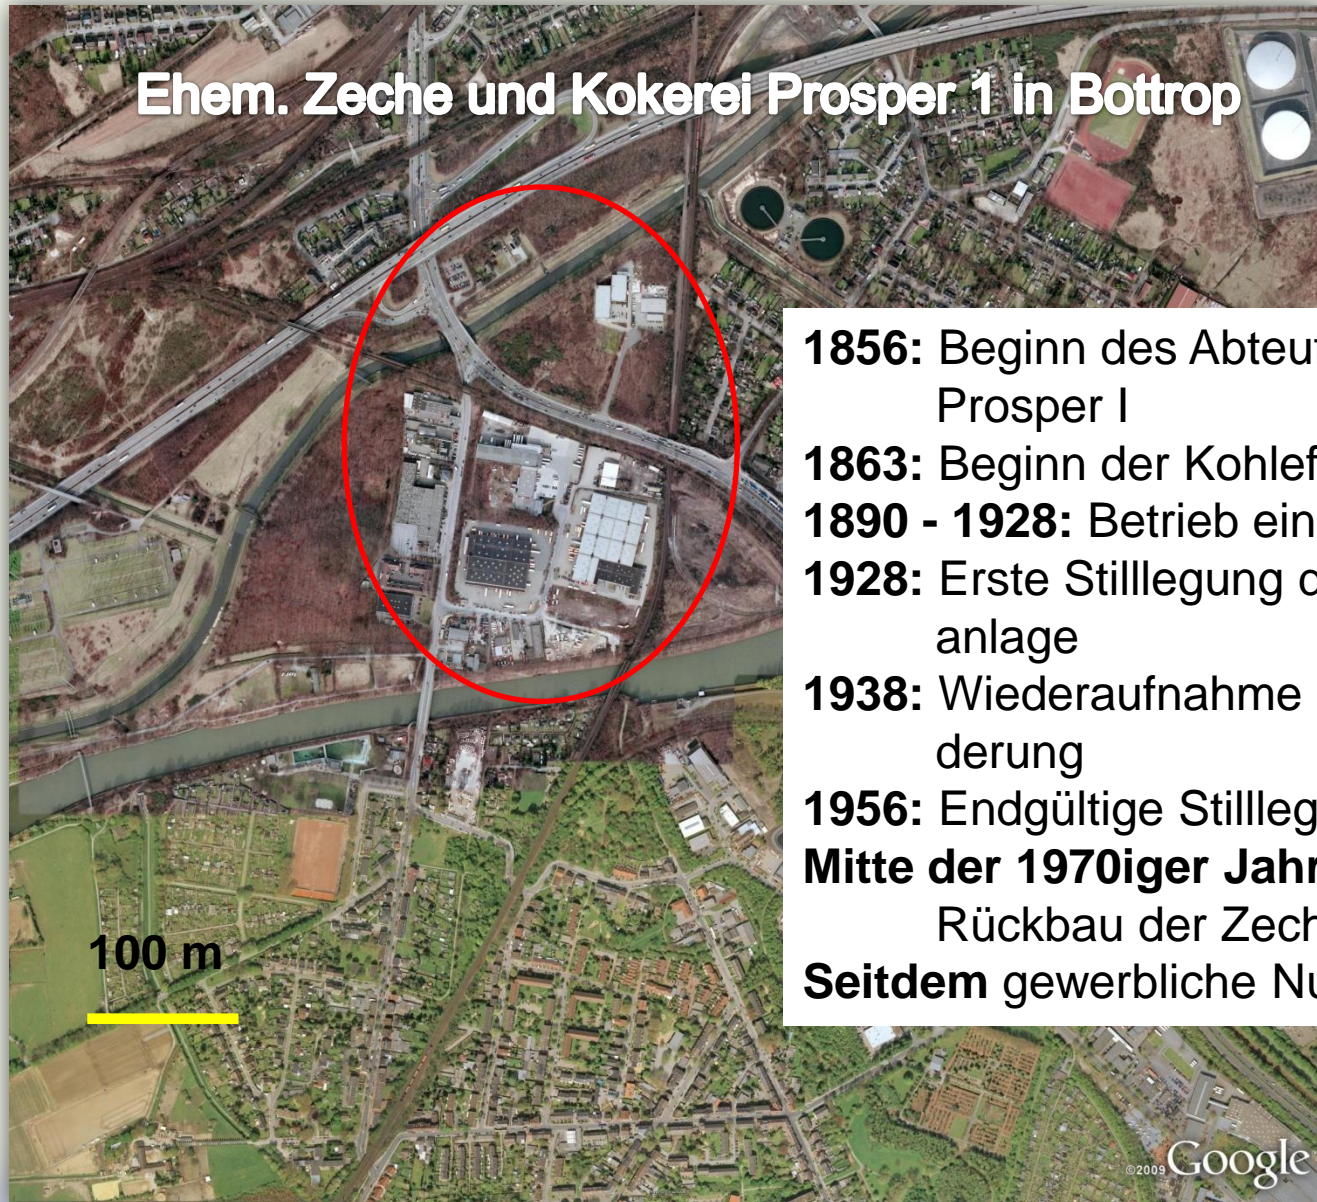 Ehem. Zeche und Kokerei Prosper 1 in Bottrop
1856: Beginn des Abteuf
Prosper I
1863: Beginn der Kohlef
1890 - 1928: Betrieb ein
1928: Erste Stilllegung d
anlage
1938: Wiederaufnahme
derung
1956: Endgültige Stillleg
Mitte der 1970iger Jahr
Rückbau der Zech
Seitdem gewerbliche Nu
100 m
©2009 Google